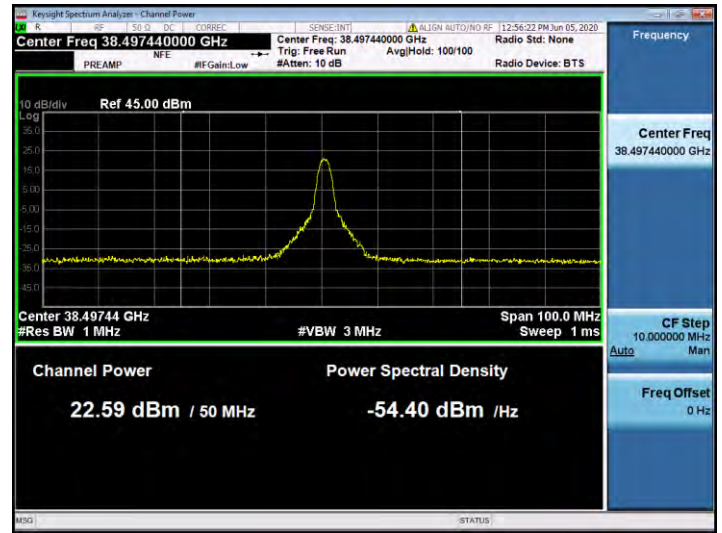 Keysight Spectrum Analyzer - Channel Power
LXI R RF 50 Ω DC CORREC SENSE:INT ALIGN AUTO/NO RF 12:56:22 PM Jun 05, 2020
Center Freq 38.497440000 GHz Center Freq: 38.497440000 GHz Radio Std: None Frequency
NFE Trig: Free Run Avg|Hold: 100/100
PREAMP #IFGain:Low #Atten: 10 dB Radio Device: BTS
10 dB/div Ref 45.00 dBm
Log
35.0
25.0
15.0
5.00
-5.00
-15.0
-25.0
-35.0
-45.0
Center Freq
38.497440000 GHz
Center 38.49744 GHz Span 100.0 MHz
#Res BW 1 MHz #VBW 3 MHz Sweep 1 ms
CF Step
10.000000 MHz
Auto Man
Channel Power Power Spectral Density
22.59 dBm / 50 MHz -54.40 dBm /Hz
Freq Offset
0 Hz
MSG STATUS